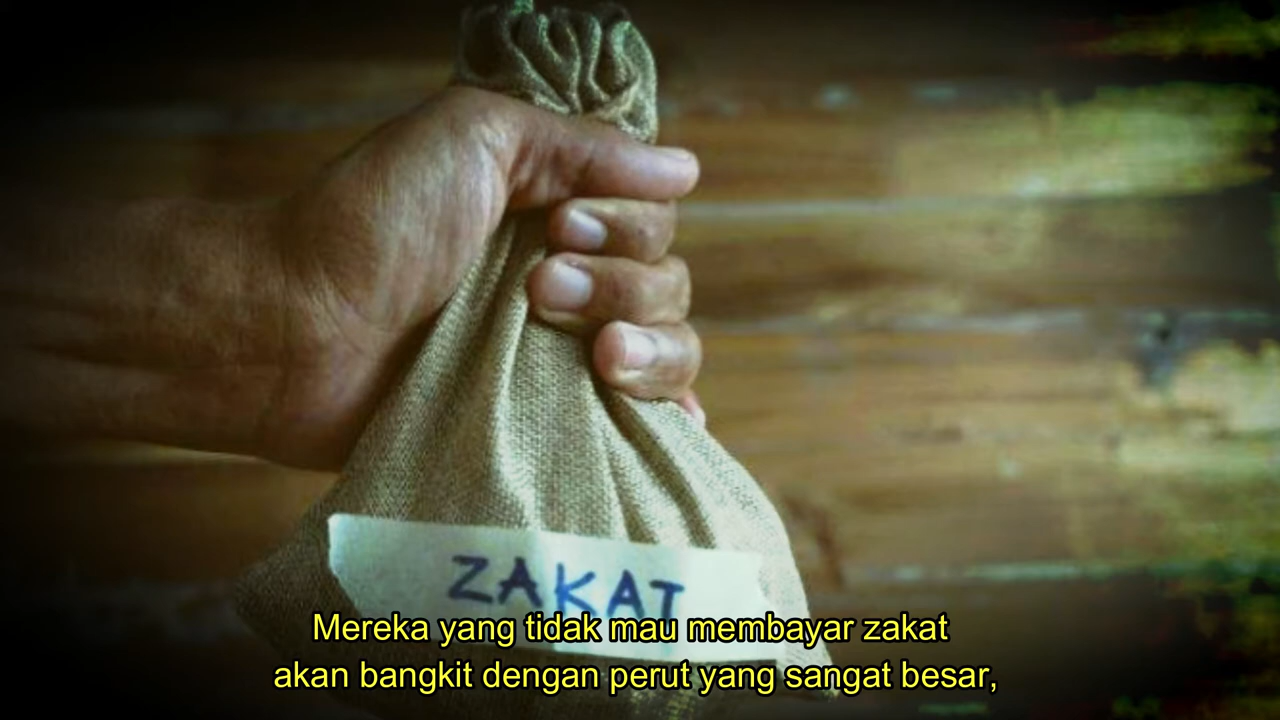 ZAKAT
Mereka yang tidak mau membayar zakat
akan bangkit dengan perut yang sangat besar,